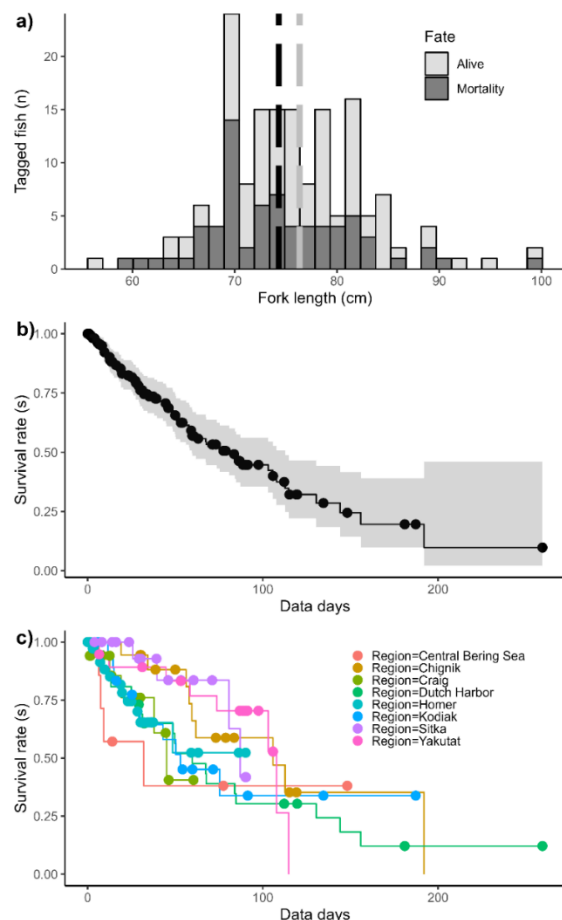 a)
Fate
Alive
Mortality
Tagged fish (n)
20
15
10
5
0
60
70
80
90
100
Fork length (cm)
b)
Survival rate (s)
1.00
0.75
0.50
0.25
0.00
0
100
200
Data days
c)
Survival rate (s)
1.00
0.75
0.50
0.25
0.00
Region=Central Bering Sea
Region=Chignik
Region=Craig
Region=Dutch Harbor
Region=Homer
Region=Kodiak
Region=Sitka
Region=Yakutat
0
100
200
Data days